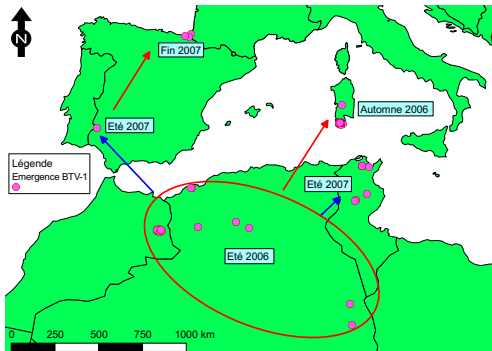 N
Fin 2007
Automne 2006
Eté 2007
Légende
Emergence BTV-1
Eté 2007
Eté 2006
0 250 500 750 1000 km